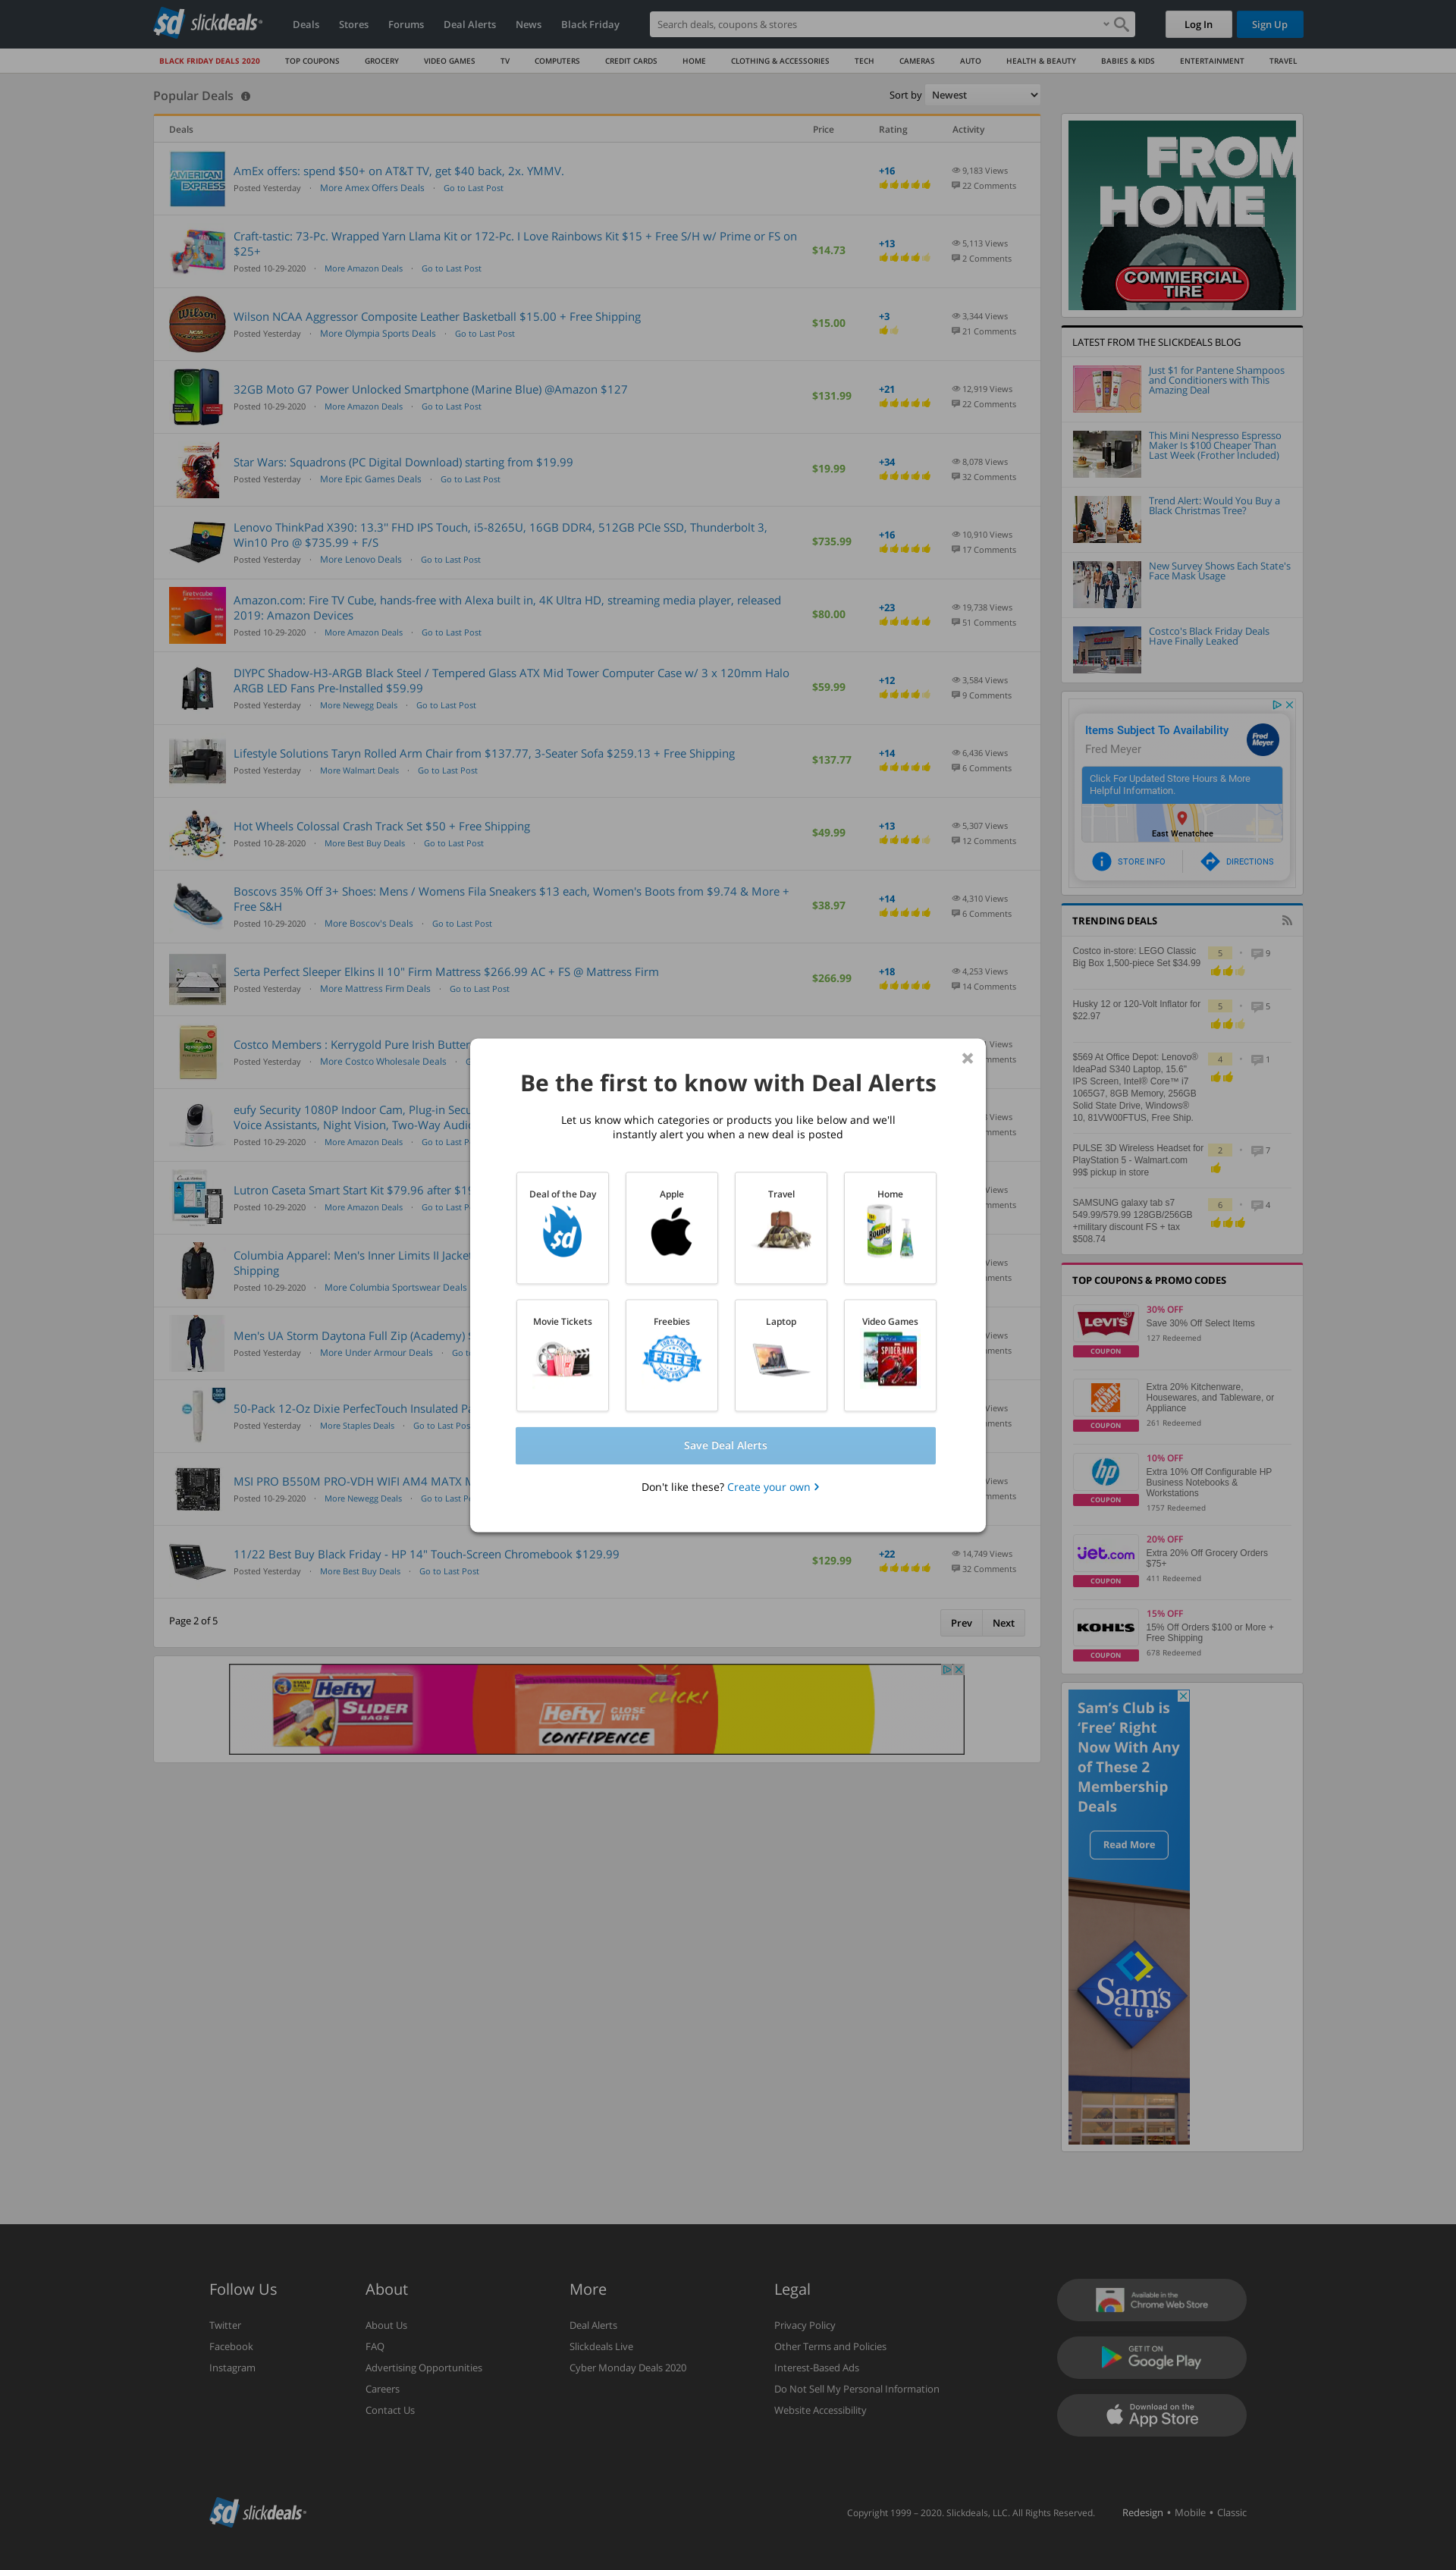 slickdeals
Deals Stores Forums Deal Alerts News Black Friday
Search deals, coupons & stores
Log In Sign Up
BLACK FRIDAY DEALS 2020 TOP COUPONS GROCERY VIDEO GAMES TV COMPUTERS CREDIT CARDS HOME CLOTHING & ACCESSORIES TECH CAMERAS AUTO HEALTH & BEAUTY BABIES & KIDS ENTERTAINMENT TRAVEL
Popular Deals
Sort by Newest
Deals Price Rating Activity
AMERICAN EXPRESS
AmEx offers: spend $50+ on AT&T TV, get $40 back, 2x. YMMV.
Posted Yesterday · More Amex Offers Deals · Go to Last Post
+16
9,183 Views
22 Comments
Craft-tastic: 73-Pc. Wrapped Yarn Llama Kit or 172-Pc. I Love Rainbows Kit $15 + Free S/H w/ Prime or FS on
$25+
Posted 10-29-2020 · More Amazon Deals · Go to Last Post
$14.73
+13
5,113 Views
2 Comments
Wilson
Wilson NCAA Aggressor Composite Leather Basketball $15.00 + Free Shipping
Posted Yesterday · More Olympia Sports Deals · Go to Last Post
$15.00
+3
3,344 Views
21 Comments
32GB Moto G7 Power Unlocked Smartphone (Marine Blue) @Amazon $127
Posted 10-29-2020 · More Amazon Deals · Go to Last Post
$131.99
+21
12,919 Views
22 Comments
Star Wars: Squadrons (PC Digital Download) starting from $19.99
Posted Yesterday · More Epic Games Deals · Go to Last Post
$19.99
+34
8,078 Views
32 Comments
Lenovo ThinkPad X390: 13.3" FHD IPS Touch, i5-8265U, 16GB DDR4, 512GB PCIe SSD, Thunderbolt 3,
Win10 Pro @ $735.99 + F/S
Posted Yesterday · More Lenovo Deals · Go to Last Post
$735.99
+16
10,910 Views
17 Comments
fire tv cube
Amazon.com: Fire TV Cube, hands-free with Alexa built in, 4K Ultra HD, streaming media player, released
2019: Amazon Devices
Posted 10-29-2020 · More Amazon Deals · Go to Last Post
$80.00
+23
19,738 Views
51 Comments
DIYPC Shadow-H3-ARGB Black Steel / Tempered Glass ATX Mid Tower Computer Case w/ 3 x 120mm Halo
ARGB LED Fans Pre-Installed $59.99
Posted Yesterday · More Newegg Deals · Go to Last Post
$59.99
+12
3,584 Views
9 Comments
Lifestyle Solutions Taryn Rolled Arm Chair from $137.77, 3-Seater Sofa $259.13 + Free Shipping
Posted Yesterday · More Walmart Deals · Go to Last Post
$137.77
+14
6,436 Views
6 Comments
Hot Wheels Colossal Crash Track Set $50 + Free Shipping
Posted 10-28-2020 · More Best Buy Deals · Go to Last Post
$49.99
+13
5,307 Views
12 Comments
Boscovs 35% Off 3+ Shoes: Mens / Womens Fila Sneakers $13 each, Women's Boots from $9.74 & More +
Free S&H
Posted 10-29-2020 · More Boscov's Deals · Go to Last Post
$38.97
+14
4,310 Views
6 Comments
Serta Perfect Sleeper Elkins II 10" Firm Mattress $266.99 AC + FS @ Mattress Firm
Posted Yesterday · More Mattress Firm Deals · Go to Last Post
$266.99
+18
4,253 Views
14 Comments
Costco Members : Kerrygold Pure Irish Butter
Posted Yesterday · More Costco Wholesale Deals ·
Views
eufy Security 1080P Indoor Cam, Plug-in Secu
Voice Assistants, Night Vision, Two-Way Audio
Posted 10-29-2020 · More Amazon Deals · Go to Last P
Lutron Caseta Smart Start Kit $79.96 after $15
Posted 10-29-2020 · More Amazon Deals · Go to Last P
Columbia Apparel: Men's Inner Limits II Jacket
Shipping
Posted 10-29-2020 · More Columbia Sportswear Deals
Men's UA Storm Daytona Full Zip (Academy)
Posted Yesterday · More Under Armour Deals · Go t
50-Pack 12-Oz Dixie PerfecTouch Insulated Pa
Posted Yesterday · More Staples Deals · Go to Last Pos
MSI PRO B550M PRO-VDH WIFI AM4 MATX M
Posted 10-29-2020 · More Newegg Deals · Go to Last P
11/22 Best Buy Black Friday - HP 14" Touch-Screen Chromebook $129.99
Posted Yesterday · More Best Buy Deals · Go to Last Post
$129.99
+22
14,749 Views
32 Comments
Page 2 of 5
Prev Next
Be the first to know with Deal Alerts
Let us know which categories or products you like below and we'll
instantly alert you when a new deal is posted
Deal of the Day Apple Travel Home
Movie Tickets Freebies Laptop Video Games
FREE
SPIDER-MAN
Save Deal Alerts
Don't like these? Create your own
Hefty SLIDER BAGS
CLICK!
Hefty CLOSE WITH CONFIDENCE
FROM
HOME
COMMERCIAL
TIRE
LATEST FROM THE SLICKDEALS BLOG
Just $1 for Pantene Shampoos
and Conditioners with This
Amazing Deal
This Mini Nespresso Espresso
Maker Is $100 Cheaper Than
Last Week (Frother Included)
Trend Alert: Would You Buy a
Black Christmas Tree?
New Survey Shows Each State's
Face Mask Usage
Costco's Black Friday Deals
Have Finally Leaked
Items Subject To Availability
Fred Meyer
Fred Meyer
Click For Updated Store Hours & More
Helpful Information.
East Wenatchee
STORE INFO DIRECTIONS
TRENDING DEALS
Costco in-store: LEGO Classic
Big Box 1,500-piece Set $34.99
5 · 9
Husky 12 or 120-Volt Inflator for
$22.97
5 · 5
$569 At Office Depot: Lenovo®
IdeaPad S340 Laptop, 15.6"
IPS Screen, Intel® Core™ i7
1065G7, 8GB Memory, 256GB
Solid State Drive, Windows®
10, 81VW00FTUS, Free Ship.
4 · 1
PULSE 3D Wireless Headset for
PlayStation 5 - Walmart.com
99$ pickup in store
2 · 7
SAMSUNG galaxy tab s7
549.99/579.99 128GB/256GB
+military discount FS + tax
$508.74
6 · 4
TOP COUPONS & PROMO CODES
LEVI'S
COUPON
30% OFF
Save 30% Off Select Items
127 Redeemed
THE HOME DEPOT
COUPON
Extra 20% Kitchenware,
Housewares, and Tableware, or
Appliance
261 Redeemed
hp
COUPON
10% OFF
Extra 10% Off Configurable HP
Business Notebooks &
Workstations
1757 Redeemed
jet.com
COUPON
20% OFF
Extra 20% Off Grocery Orders
$75+
411 Redeemed
KOHL'S
COUPON
15% OFF
15% Off Orders $100 or More +
Free Shipping
678 Redeemed
Sam's Club is
'Free' Right
Now With Any
of These 2
Membership
Deals
Read More
Sam's
CLUB
Follow Us
Twitter
Facebook
Instagram
About
About Us
FAQ
Advertising Opportunities
Careers
Contact Us
More
Deal Alerts
Slickdeals Live
Cyber Monday Deals 2020
Legal
Privacy Policy
Other Terms and Policies
Interest-Based Ads
Do Not Sell My Personal Information
Website Accessibility
Available in the
Chrome Web Store
GET IT ON
Google Play
Download on the
App Store
slickdeals
Copyright 1999 – 2020. Slickdeals, LLC. All Rights Reserved.
Redesign • Mobile • Classic